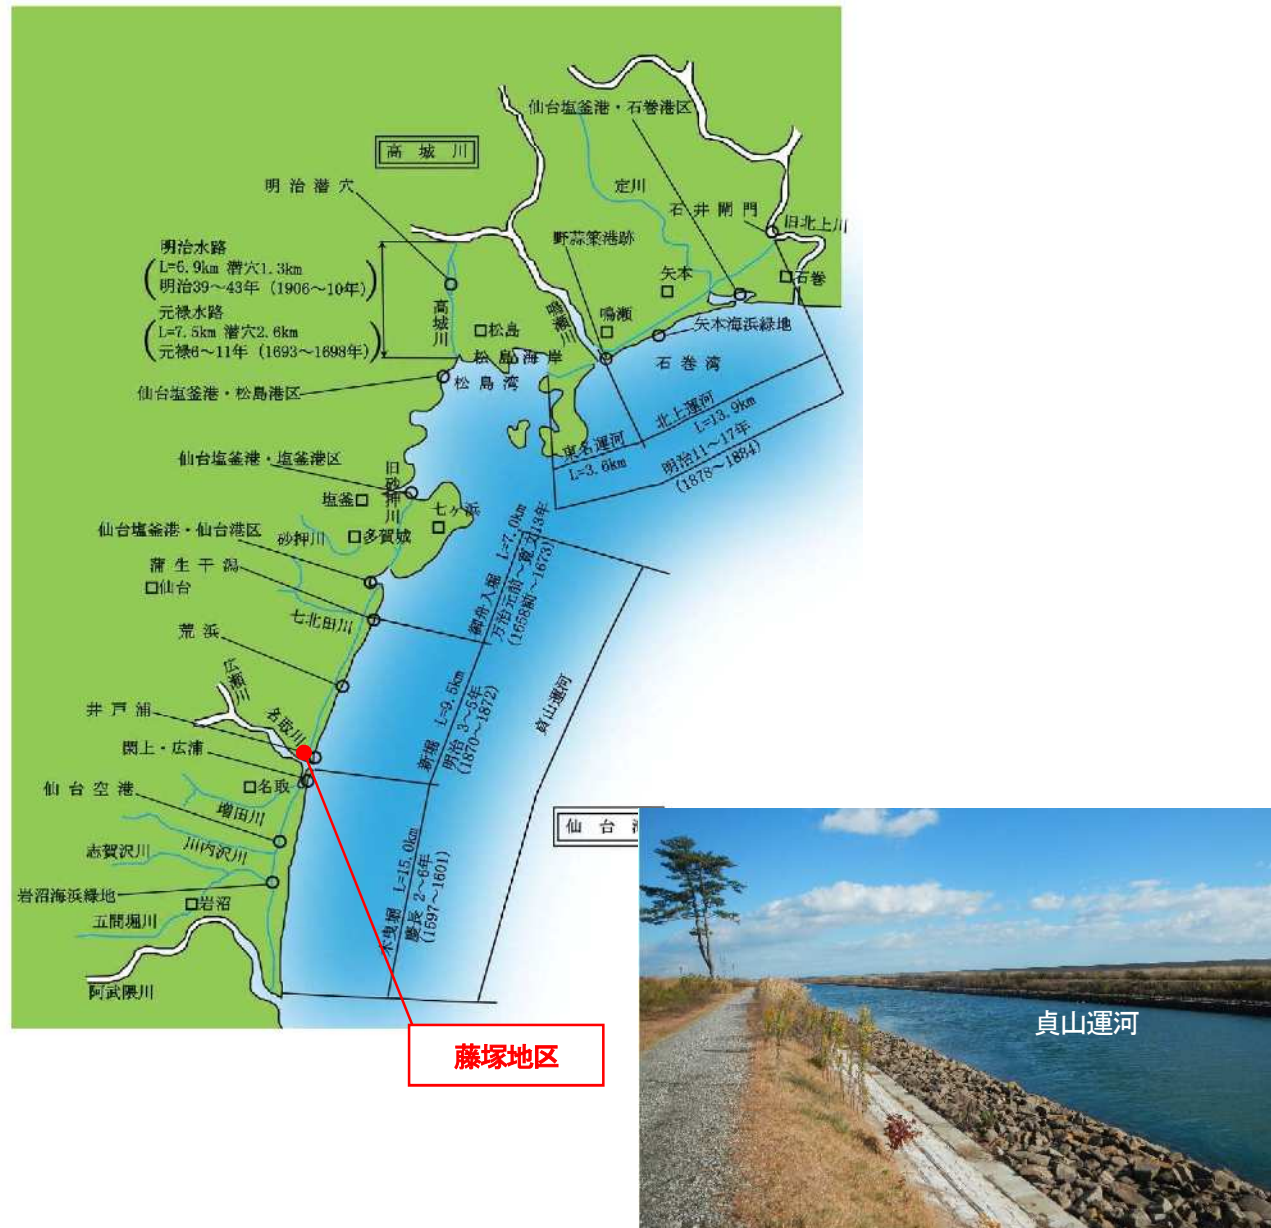 仙台塩釜港・石巻港区
高城川
明治潜穴
定川
石井閘門
旧北上川
野蒜築港跡
明治水路
L=6.9km 潜穴1.3km
明治39~43年 (1906~10年)
元禄水路
L=7.5km 潜穴2.6km
元禄6~11年 (1693~1698年)
矢本
石巻
高城川
松島
鳴瀬川
鳴瀬
矢本海浜緑地
松島海岸
石巻湾
松島湾
仙台塩釜港・松島港区
北上運河
L=13.9km
東名運河
L=3.6km
明治11~17年
(1878~1884)
仙台塩釜港・塩釜港区
旧砂押川
塩釜
七ヶ浜
仙台塩釜港・仙台港区
砂押川
多賀城
蒲生干潟
仙台
御舟入堀 L=7.0km
万治元前~寛文13年
(1658前~1673)
七北田川
荒浜
広瀬川
貞山運河
新堀 L=9.5km
明治 3~5年
(1870~1872)
井戸浦
名取川
閖上・広浦
名取
仙台空港
増田川
仙台
川内沢川
志賀沢川
木曳堀 L=15.0km
慶長 2~6年
(1597~1601)
岩沼海浜緑地
岩沼
五間堀川
阿武隈川
貞山運河
藤塚地区